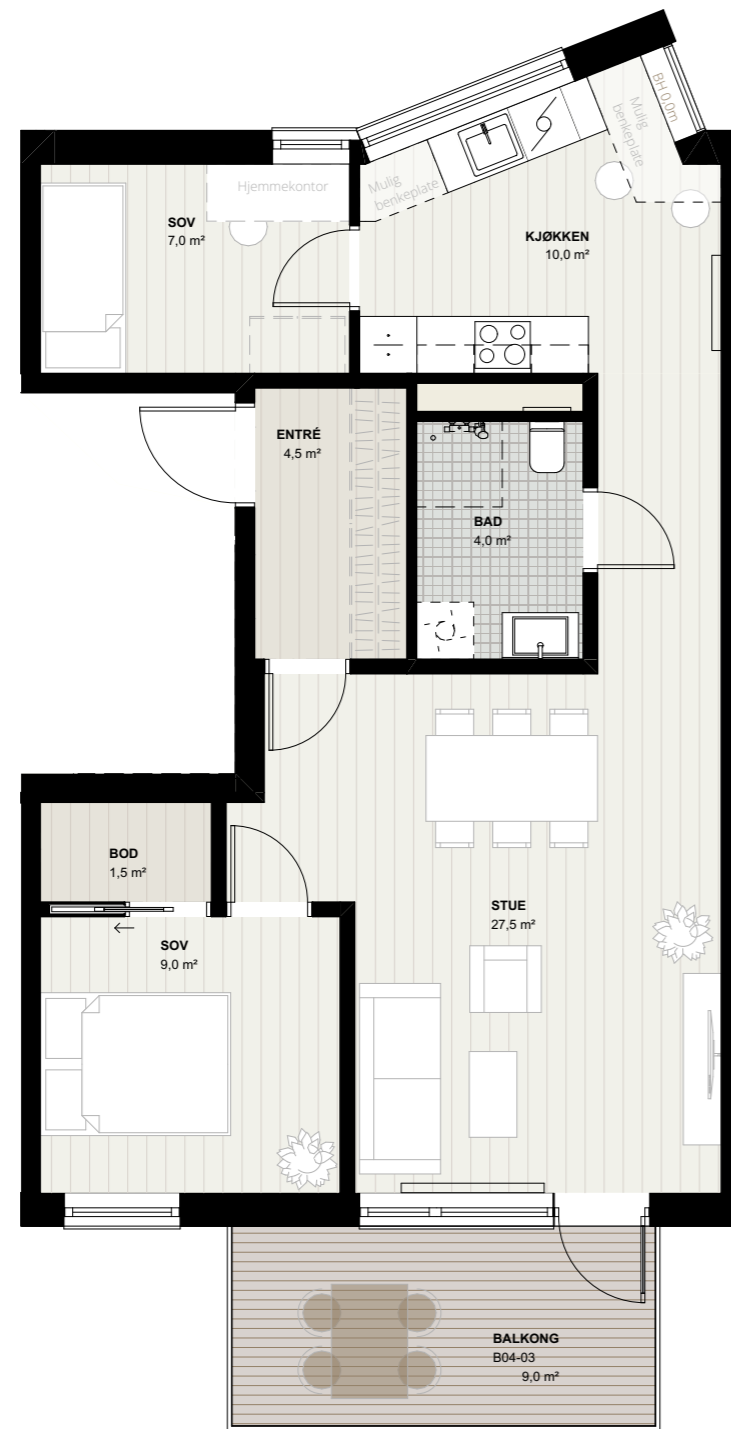 BH 0.0m
Mulig
benkeplate
Hjemmekontor
Mulig
benkeplate
SOV
7,0 m²
KJØKKEN
10,0 m²
ENTRÉ
4,5 m²
BAD
4,0 m²
BOD
1,5 m²
STUE
27,5 m²
SOV
9,0 m²
BALKONG
B04-03
9,0 m²